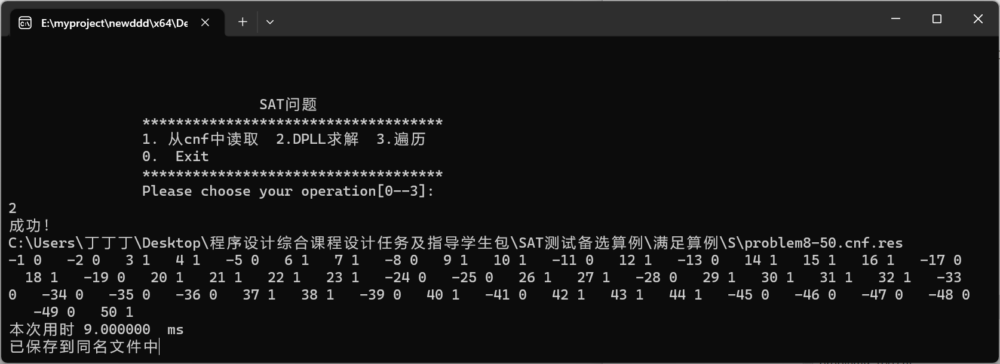 E:\myproject\newddd\x64\De
SAT问题
************************************
1. 从cnf中读取  2.DPLL求解  3.遍历
0.  Exit
************************************
Please choose your operation[0--3]:
2
成功!
C:\Users\丁丁丁\Desktop\程序设计综合课程设计任务及指导学生包\SAT测试备选算例\满足算例\S\problem8-50.cnf.res
-1 0   -2 0   3 1   4 1   -5 0   6 1   7 1   -8 0   9 1   10 1   -11 0   12 1   -13 0   14 1   15 1   16 1   -17 0
18 1   -19 0   20 1   21 1   22 1   23 1   -24 0   -25 0   26 1   27 1   -28 0   29 1   30 1   31 1   32 1   -33
0   -34 0   -35 0   -36 0   37 1   38 1   -39 0   40 1   -41 0   42 1   43 1   44 1   -45 0   -46 0   -47 0   -48 0
-49 0   50 1
本次用时 9.000000  ms
已保存到同名文件中